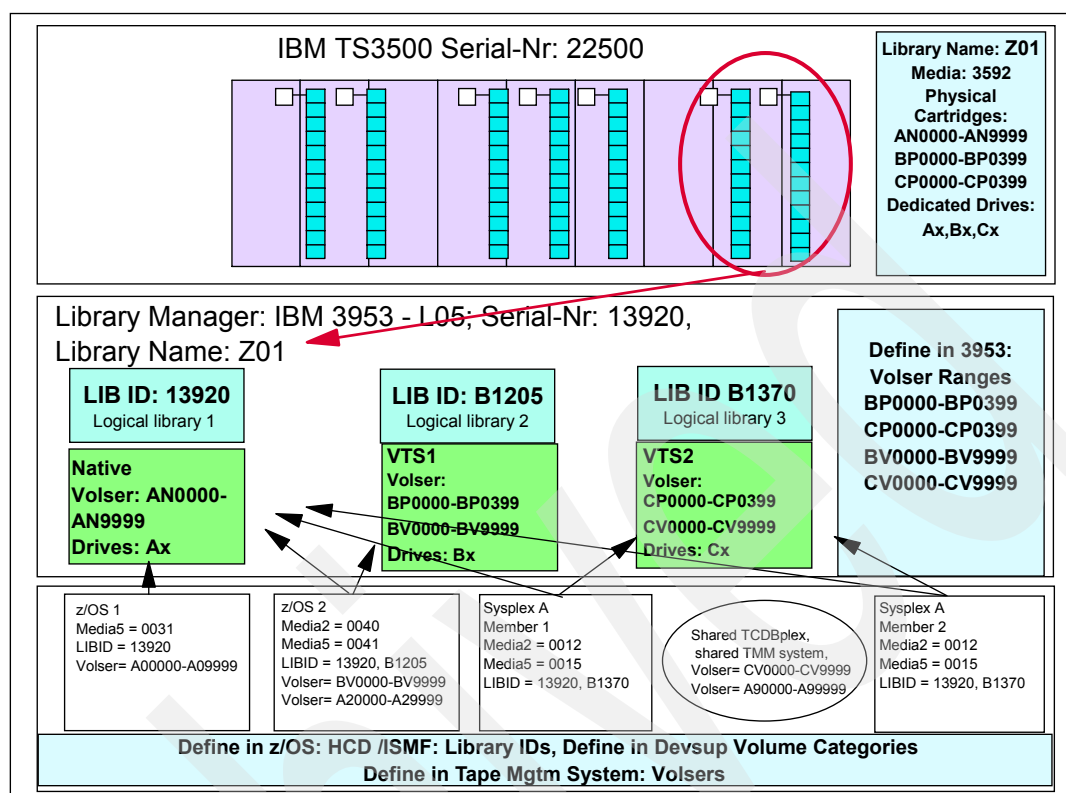 IBM TS3500 Serial-Nr: 22500
Library Name: Z01
Media: 3592
Physical
Cartridges:
AN0000-AN9999
BP0000-BP0399
CP0000-CP0399
Dedicated Drives:
Ax,Bx,Cx
Library Manager: IBM 3953 - L05; Serial-Nr: 13920,
Library Name: Z01
LIB ID: 13920
Logical library 1
Native
Volser: AN0000-
AN9999
Drives: Ax
LIB ID: B1205
Logical library 2
VTS1
Volser:
BP0000-BP0399
BV0000-BV9999
Drives: Bx
LIB ID B1370
Logical library 3
VTS2
Volser:
CP0000-CP0399
CV0000-CV9999
Drives: Cx
Define in 3953:
Volser Ranges
BP0000-BP0399
CP0000-CP0399
BV0000-BV9999
CV0000-CV9999
z/OS 1
Media5 = 0031
LIBID = 13920
Volser= A00000-A09999
z/OS 2
Media2 = 0040
Media5 = 0041
LIBID = 13920, B1205
Volser= BV0000-BV9999
Volser= A20000-A29999
Sysplex A
Member 1
Media2 = 0012
Media5 = 0015
LIBID = 13920, B1370
Shared TCDBplex,
shared TMM system,
Volser= CV0000-CV9999
Volser= A90000-A99999
Sysplex A
Member 2
Media2 = 0012
Media5 = 0015
LIBID = 13920, B1370
Define in z/OS: HCD /ISMF: Library IDs, Define in Devsup Volume Categories
Define in Tape Mgtm System: Volsers